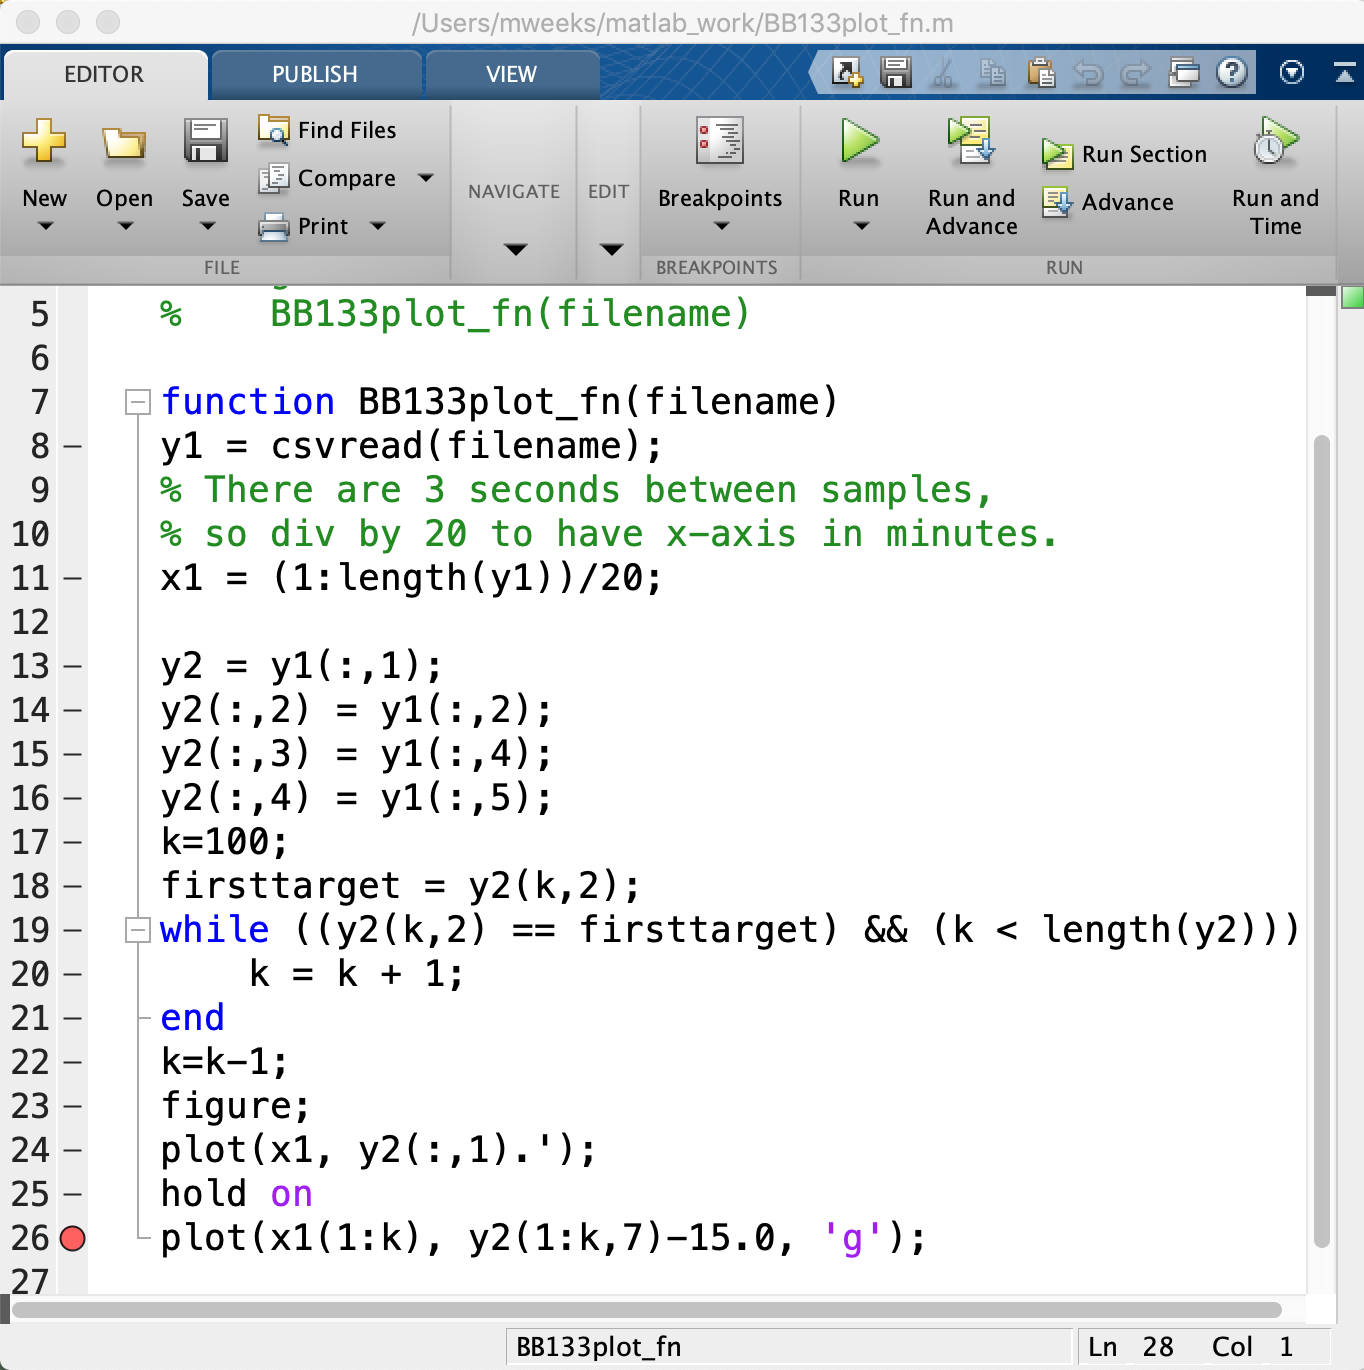 /Users/mweeks/matlab_work/BB133plot_fn.m
EDITOR PUBLISH VIEW
New Open Save
Find Files
Compare
Print
FILE
NAVIGATE
EDIT
Breakpoints
BREAKPOINTS
Run
Run and Advance
Run Section
Advance
Run and Time
RUN
5 % BB133plot_fn(filename)
6
7 function BB133plot_fn(filename)
8 – y1 = csvread(filename);
9 % There are 3 seconds between samples,
10 % so div by 20 to have x-axis in minutes.
11 – x1 = (1:length(y1))/20;
12
13 – y2 = y1(:,1);
14 – y2(:,2) = y1(:,2);
15 – y2(:,3) = y1(:,4);
16 – y2(:,4) = y1(:,5);
17 – k=100;
18 – firsttarget = y2(k,2);
19 – while ((y2(k,2) == firsttarget) && (k < length(y2)))
20 – k = k + 1;
21 – end
22 – k=k-1;
23 – figure;
24 – plot(x1, y2(:,1).');
25 – hold on
26 plot(x1(1:k), y2(1:k,7)-15.0, 'g');
27
BB133plot_fn Ln 28 Col 1